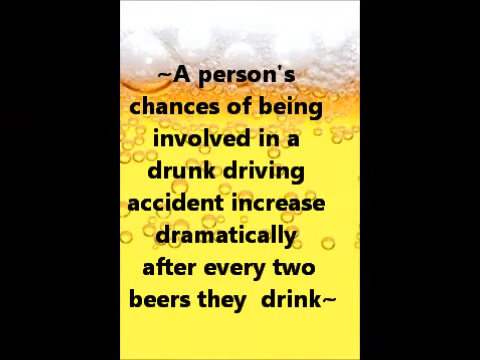 ~A person's
chances of being
involved in a
drunk driving
accident increase
dramatically
after every two
beers they  drink~